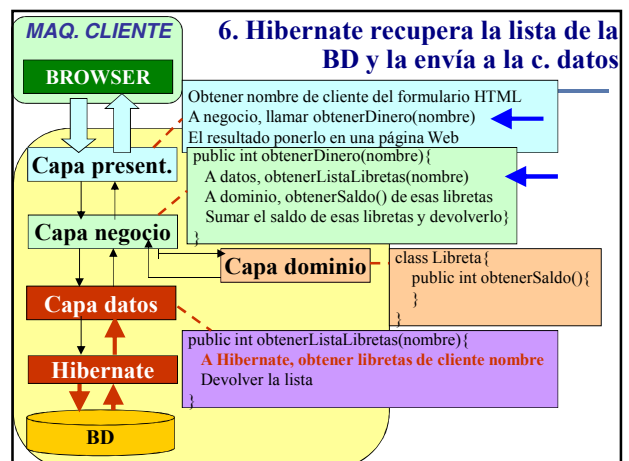 MAQ. CLIENTE
6. Hibernate recupera la lista de la
BD y la envía a la c. datos
BROWSER
Obtener nombre de cliente del formulario HTML
A negocio, llamar obtenerDinero(nombre)
El resultado ponerlo en una página Web
Capa present.
public int obtenerDinero(nombre){
A datos, obtenerListaLibretas(nombre)
A dominio, obtenerSaldo() de esas libretas
Sumar el saldo de esas libretas y devolverlo}
}
Capa negocio
Capa dominio
class Libreta{
public int obtenerSaldo(){
}
}
Capa datos
public int obtenerListaLibretas(nombre){
A Hibernate, obtener libretas de cliente nombre
Devolver la lista
}
Hibernate
BD